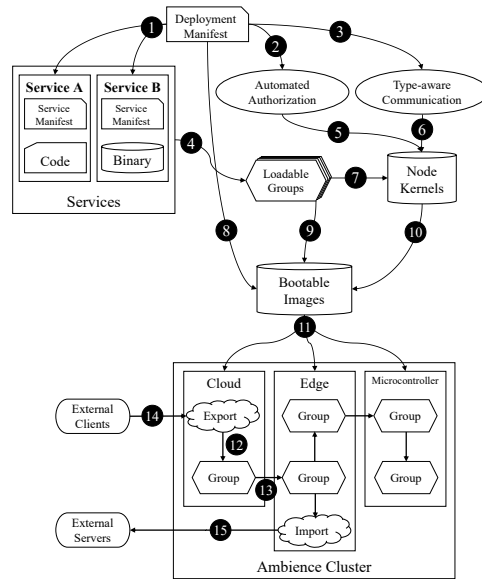 Deployment
Manifest
1
2
3
Service A
Service B
Service
Manifest
Service
Manifest
Code
Binary
Services
Automated
Authorization
Type-aware
Communication
4
5
6
Loadable
Groups
7
Node
Kernels
8
9
10
Bootable
Images
11
Cloud
Edge
Microcontroller
External
Clients
14
Export
Group
Group
12
Group
13
Group
Group
External
Servers
15
Import
Ambience Cluster